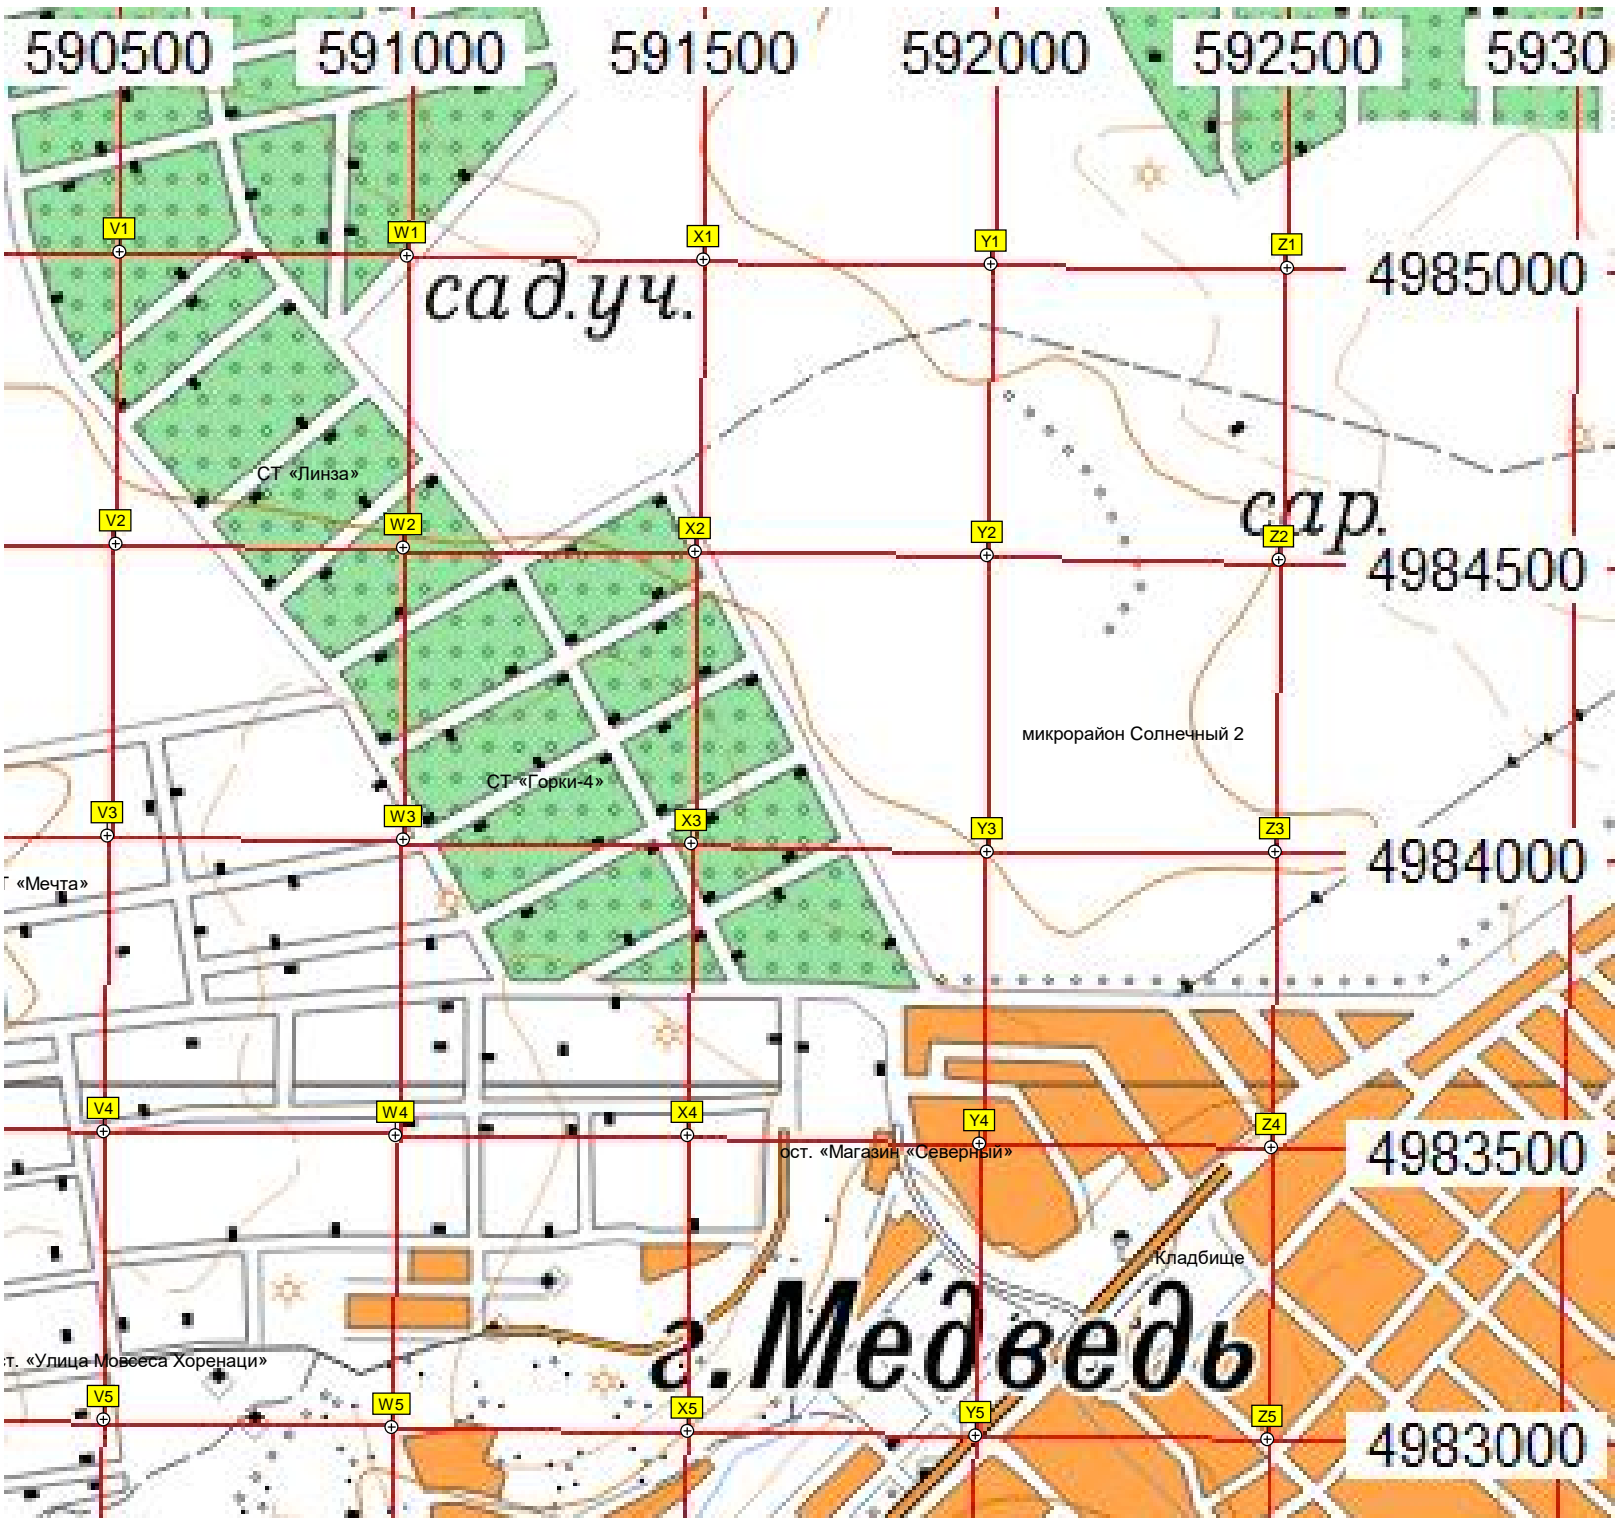 590500 591000 591500 592000 592500 5930
V1 W1 X1 Y1 Z1
4985000
сад.уч.
СТ «Линза»
сар.
V2 W2 X2 Y2 Z2
4984500
микрорайон Солнечный 2
СТ «Горки-4»
V3 W3 X3 Y3 Z3
4984000
Т «Мечта»
V4 W4 X4 Y4 Z4
4983500
ост. «Магазин «Северный»
Кладбище
г.Медведь
ст. «Улица Мовсеса Хоренаци»
V5 W5 X5 Y5 Z5
4983000